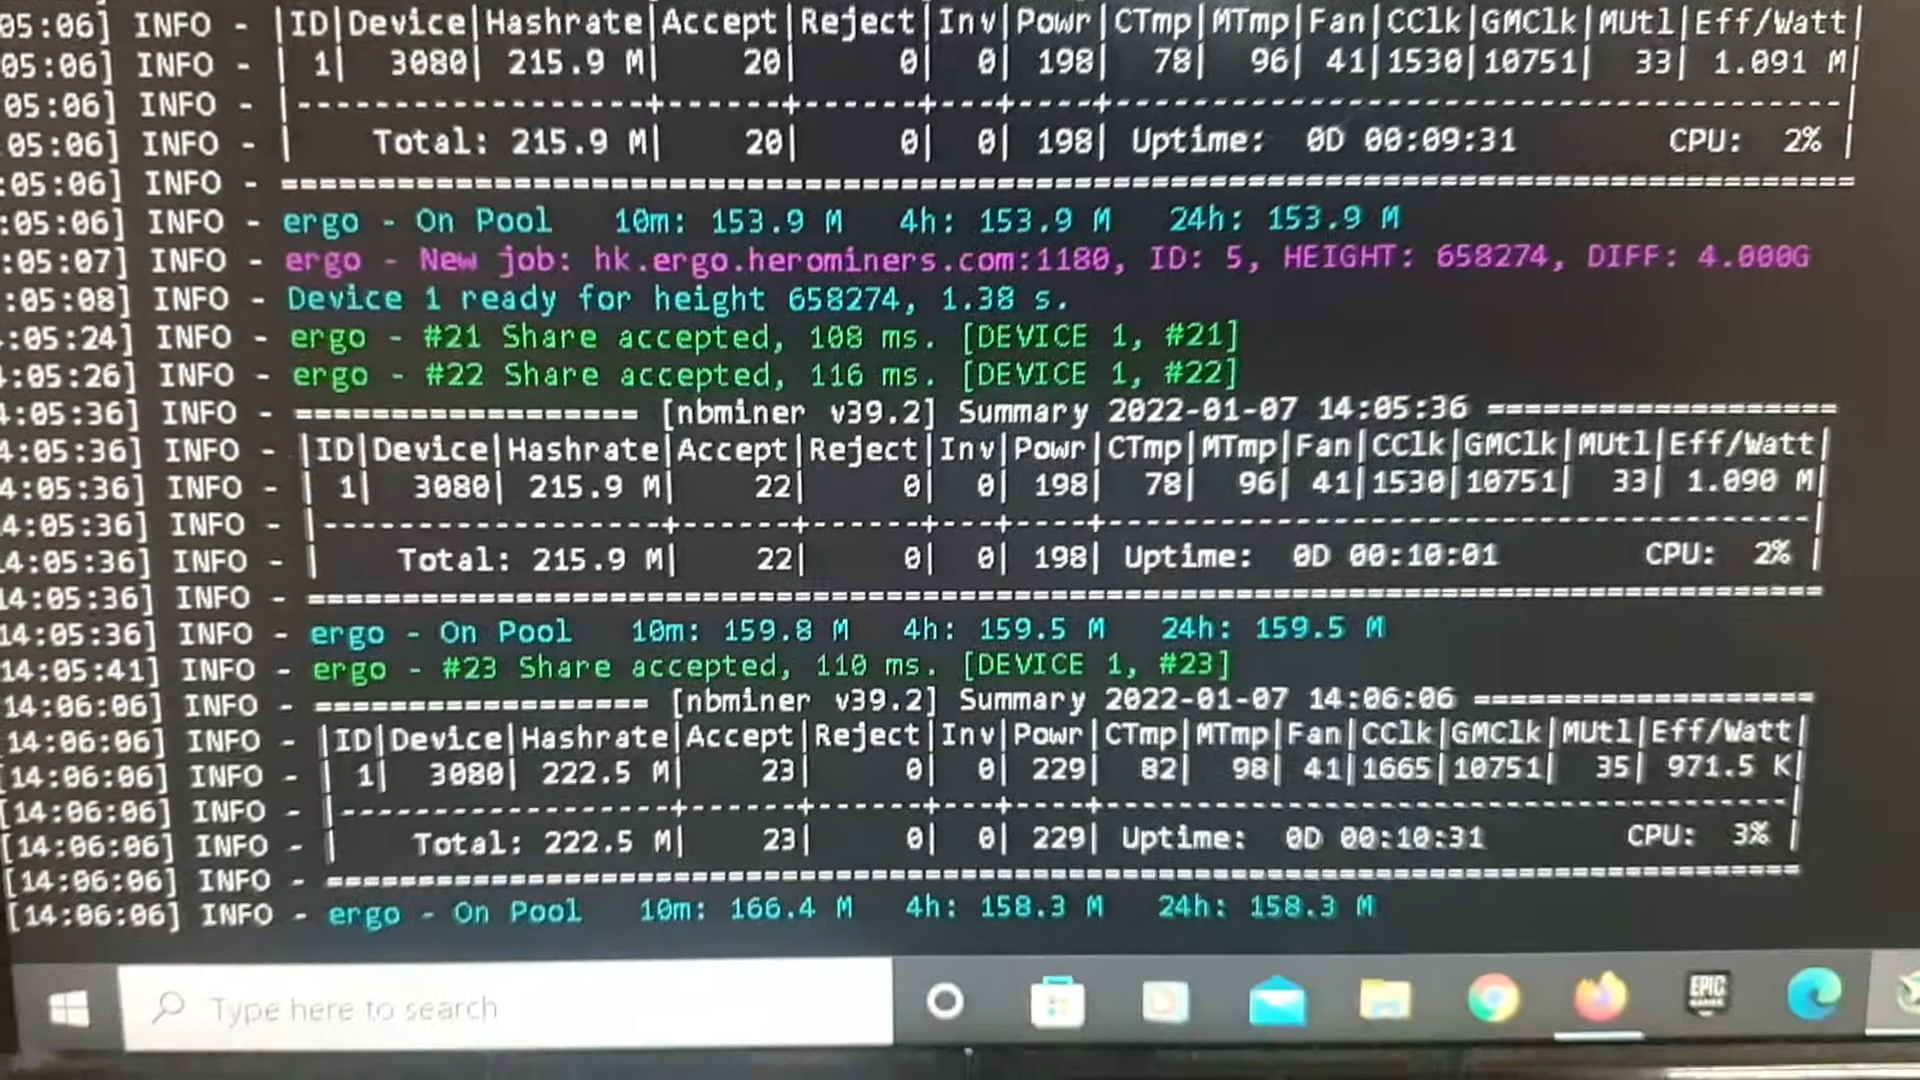 05:06] INFO - |ID|Device|Hashrate|Accept|Reject|Inv|Powr|CTmp|MTmp|Fan|CClk|GMClk|MUtl|Eff/Watt|
05:06] INFO - | 1| 3080| 215.9 M| 20| 0| 0| 198| 78| 96| 41|1530|10751| 33| 1.091 M|
05:06] INFO - |------------------+------+------+---+----+-------------------------------------|
05:06] INFO - | Total: 215.9 M| 20| 0| 0| 198| Uptime: 0D 00:09:31 CPU: 2% |
:05:06] INFO - ==================================================================
:05:06] INFO - ergo - On Pool 10m: 153.9 M 4h: 153.9 M 24h: 153.9 M
:05:07] INFO - ergo - New job: hk.ergo.herominers.com:1180, ID: 5, HEIGHT: 658274, DIFF: 4.000G
:05:08] INFO - Device 1 ready for height 658274, 1.38 s.
:05:24] INFO - ergo - #21 Share accepted, 108 ms. [DEVICE 1, #21]
:05:26] INFO - ergo - #22 Share accepted, 116 ms. [DEVICE 1, #22]
4:05:36] INFO - ================== [nbminer v39.2] Summary 2022-01-07 14:05:36 ==================
4:05:36] INFO - |ID|Device|Hashrate|Accept|Reject|Inv|Powr|CTmp|MTmp|Fan|CClk|GMClk|MUtl|Eff/Watt|
4:05:36] INFO - | 1| 3080| 215.9 M| 22| 0| 0| 198| 78| 96| 41|1530|10751| 33| 1.090 M|
4:05:36] INFO - |------------------+------+------+---+----+-------------------------------------|
4:05:36] INFO - | Total: 215.9 M| 22| 0| 0| 198| Uptime: 0D 00:10:01 CPU: 2% |
14:05:36] INFO - ==================================================================
14:05:36] INFO - ergo - On Pool 10m: 159.8 M 4h: 159.5 M 24h: 159.5 M
14:05:41] INFO - ergo - #23 Share accepted, 110 ms. [DEVICE 1, #23]
14:06:06] INFO - ================== [nbminer v39.2] Summary 2022-01-07 14:06:06 ==================
14:06:06] INFO - |ID|Device|Hashrate|Accept|Reject|Inv|Powr|CTmp|MTmp|Fan|CClk|GMClk|MUtl|Eff/Watt|
14:06:06] INFO - | 1| 3080| 222.5 M| 23| 0| 0| 229| 82| 98| 41|1665|10751| 35| 971.5 K|
[14:06:06] INFO - |------------------+------+------+---+----+-------------------------------------|
[14:06:06] INFO - | Total: 222.5 M| 23| 0| 0| 229| Uptime: 0D 00:10:31 CPU: 3% |
[14:06:06] INFO - ==================================================================
[14:06:06] INFO - ergo - On Pool 10m: 166.4 M 4h: 158.3 M 24h: 158.3 M
Type here to search
EPIC